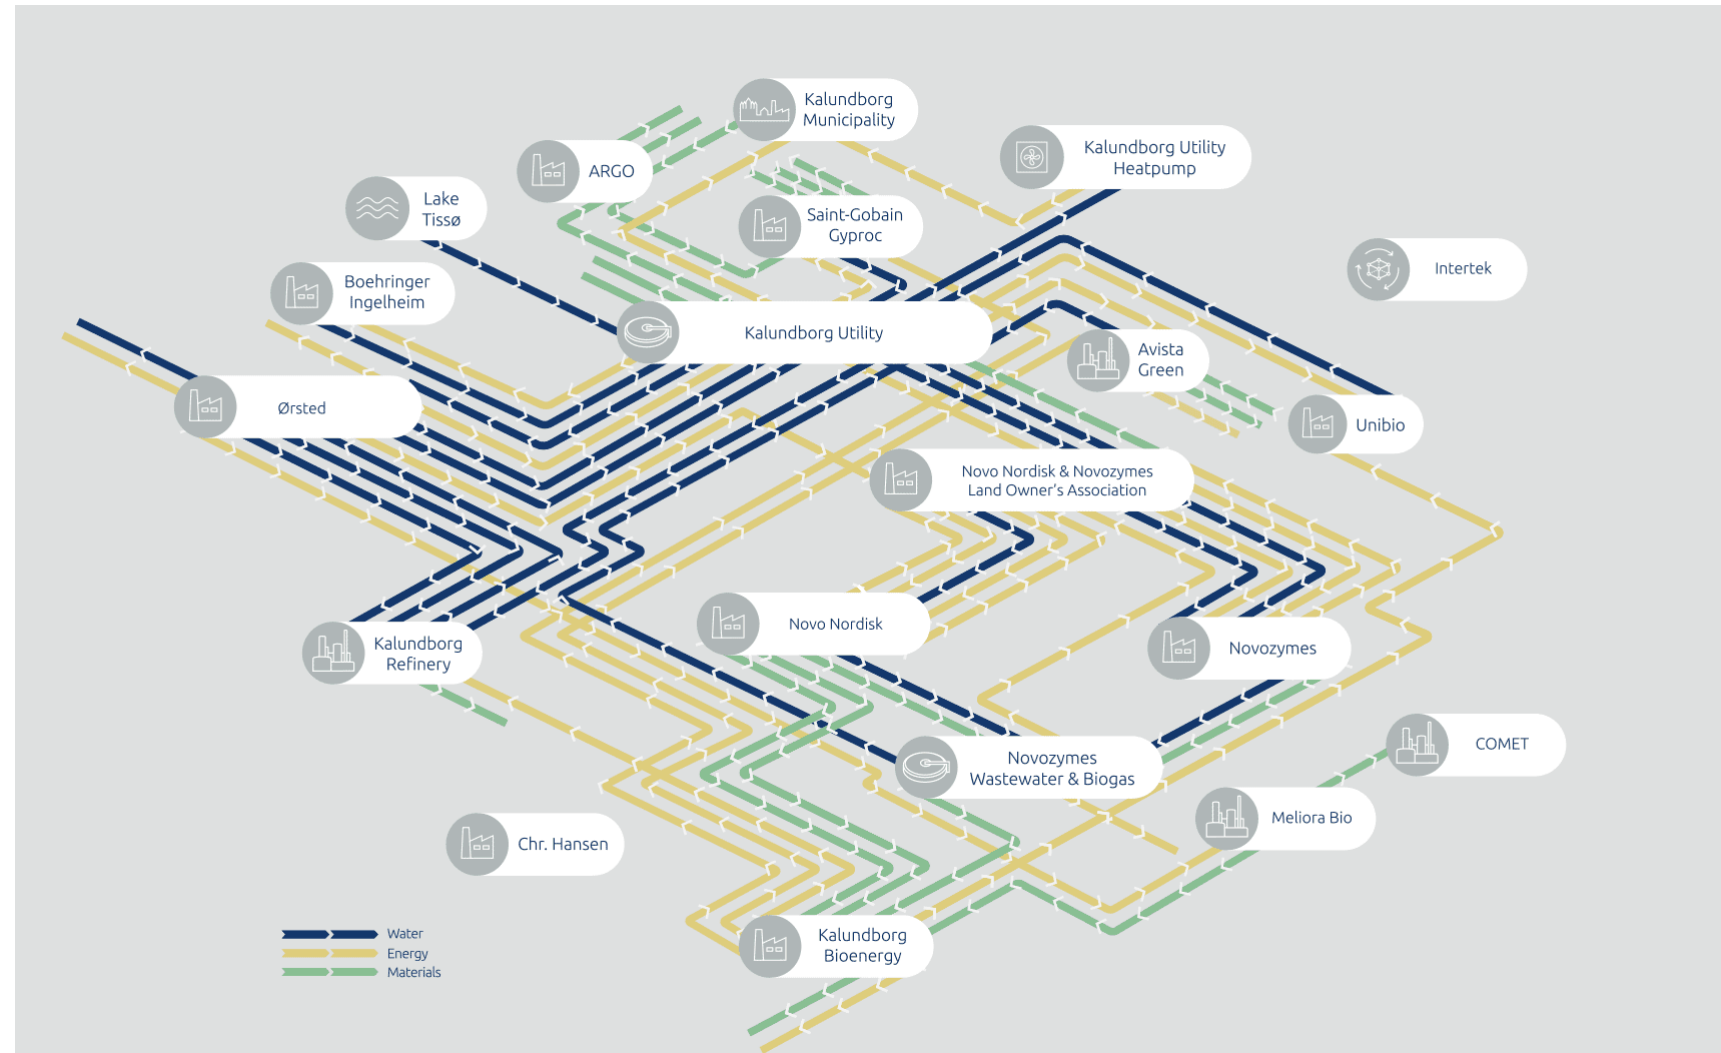 Kalundborg
Municipality
Kalundborg Utility
Heatpump
ARGO
Lake
Tissø
Saint-Gobain
Gyproc
Intertek
Boehringer
Ingelheim
Kalundborg Utility
Avista
Green
Ørsted
Unibio
Novo Nordisk & Novozymes
Land Owner's Association
Novo Nordisk
Kalundborg
Refinery
Novozymes
COMET
Novozymes
Wastewater & Biogas
Meliora Bio
Chr. Hansen
Kalundborg
Bioenergy
Water
Energy
Materials